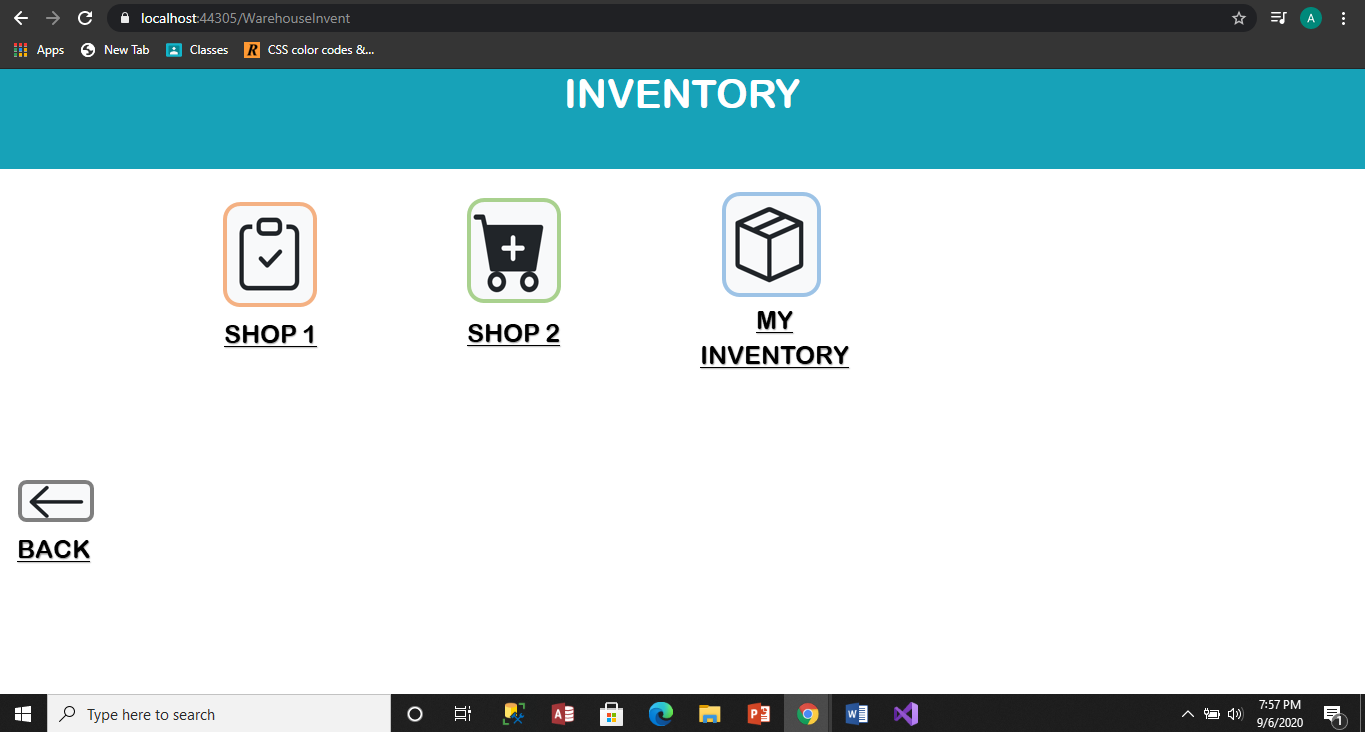 localhost:44305/WarehouseInvent
A
Apps New Tab Classes R CSS color codes &...
INVENTORY
SHOP 1 SHOP 2 MY
INVENTORY
BACK
Type here to search
7:57 PM
9/6/2020
1